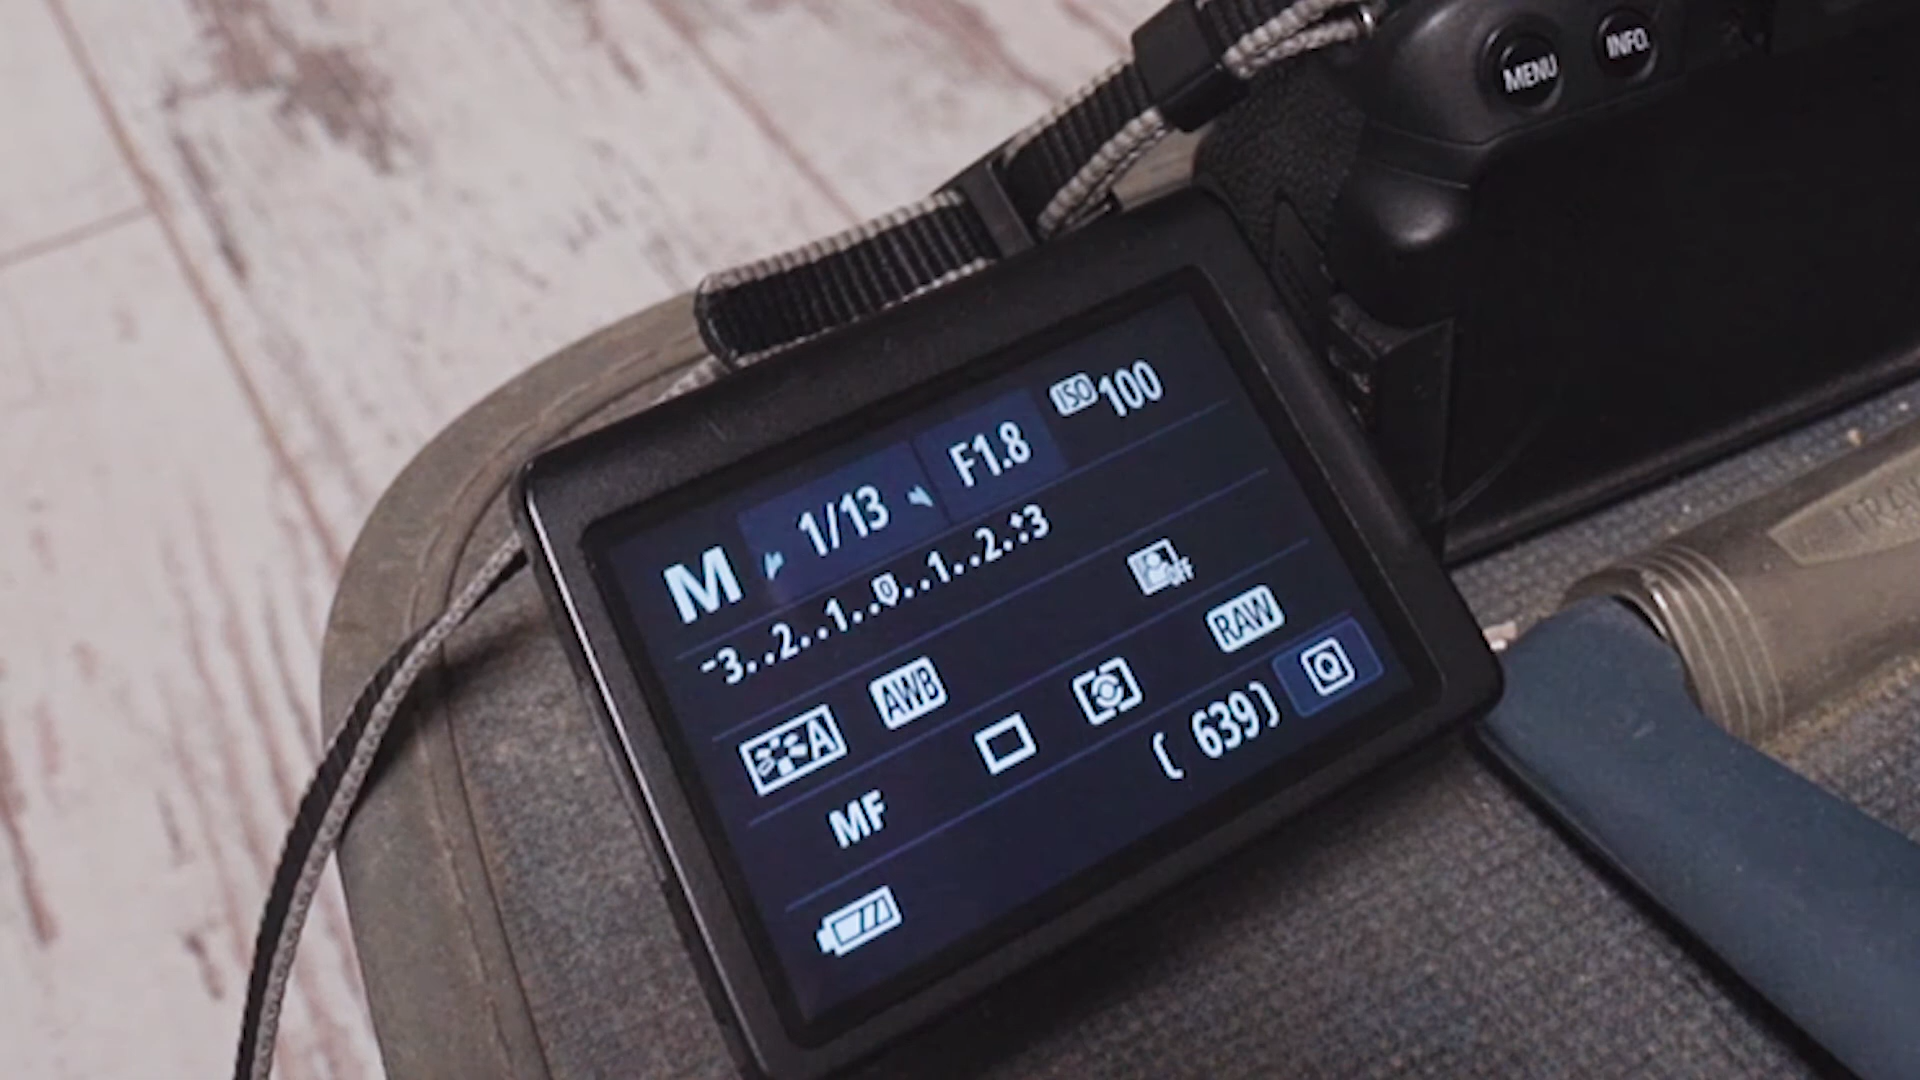 MENU INFO.
M 1/13 F1.8 ISO 100
-3..2..1..0..1..2..+3
OFF
A AWB RAW
MF Q
(639)
TRA